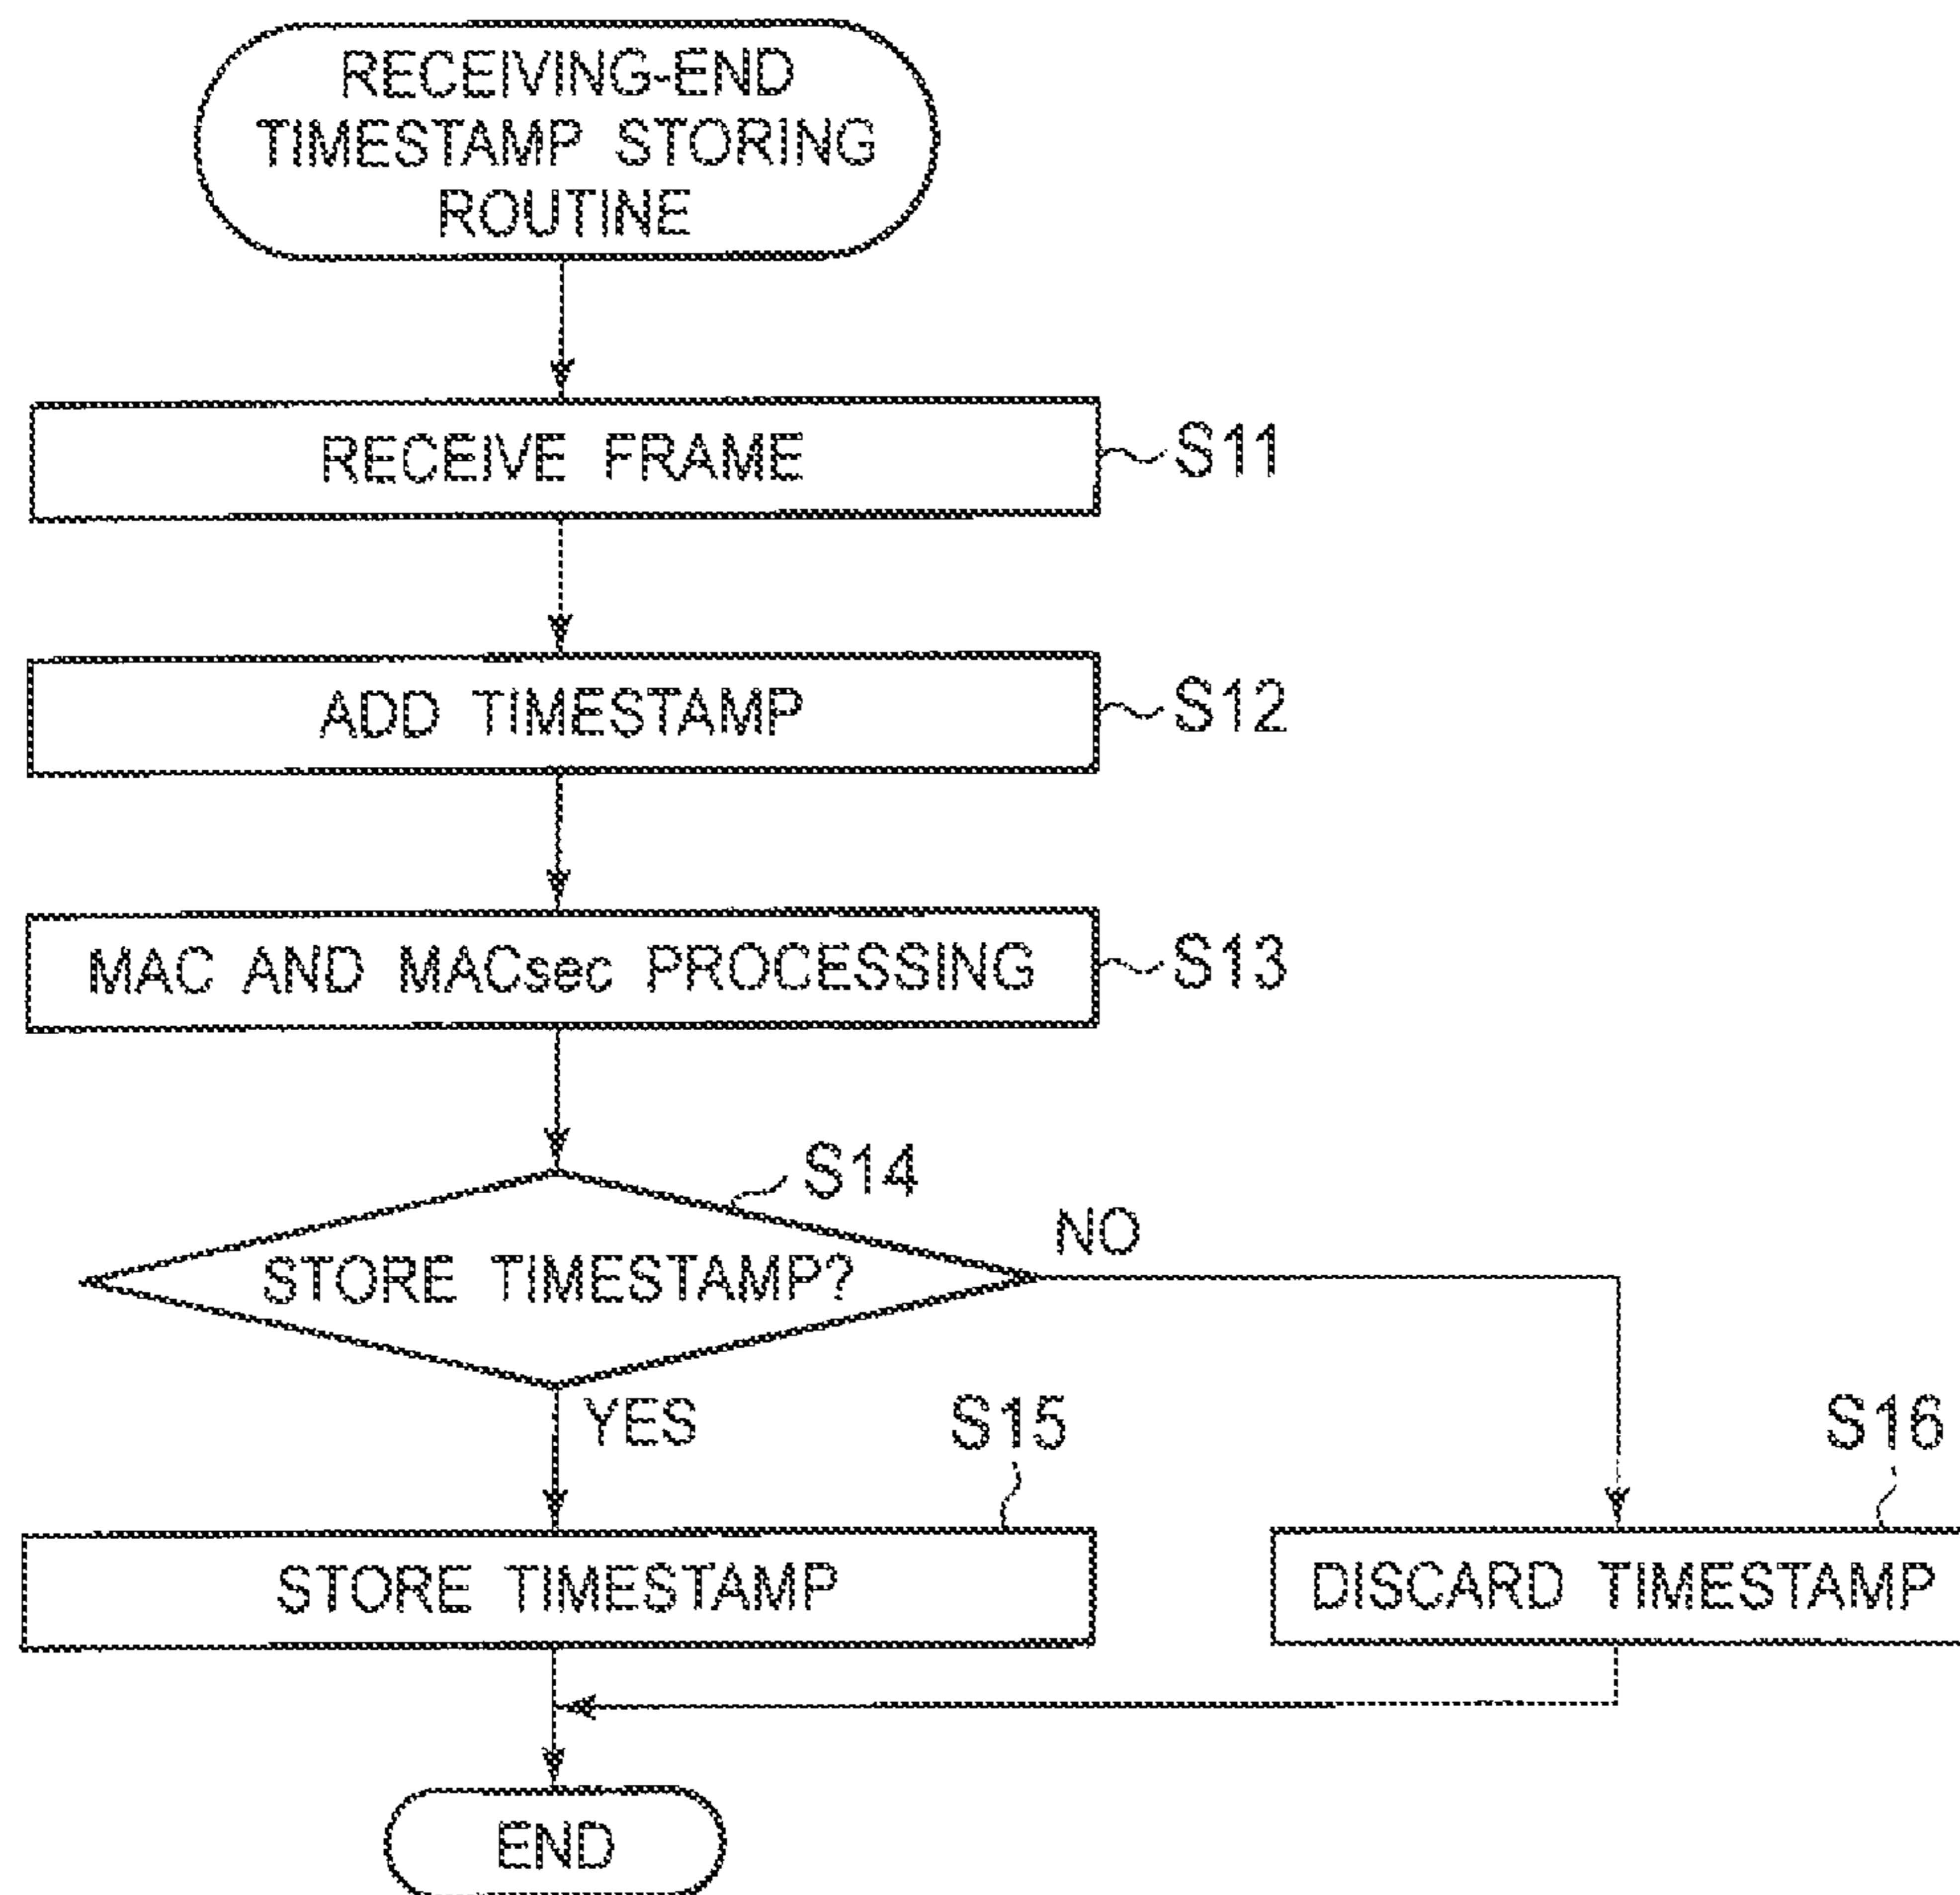 RECEIVING-END
TIMESTAMP STORING
ROUTINE
RECEIVE FRAME
S11
ADD TIMESTAMP
S12
MAC AND MACsec PROCESSING
S13
S14
STORE TIMESTAMP?
NO
YES
S15
S16
STORE TIMESTAMP
DISCARD TIMESTAMP
END